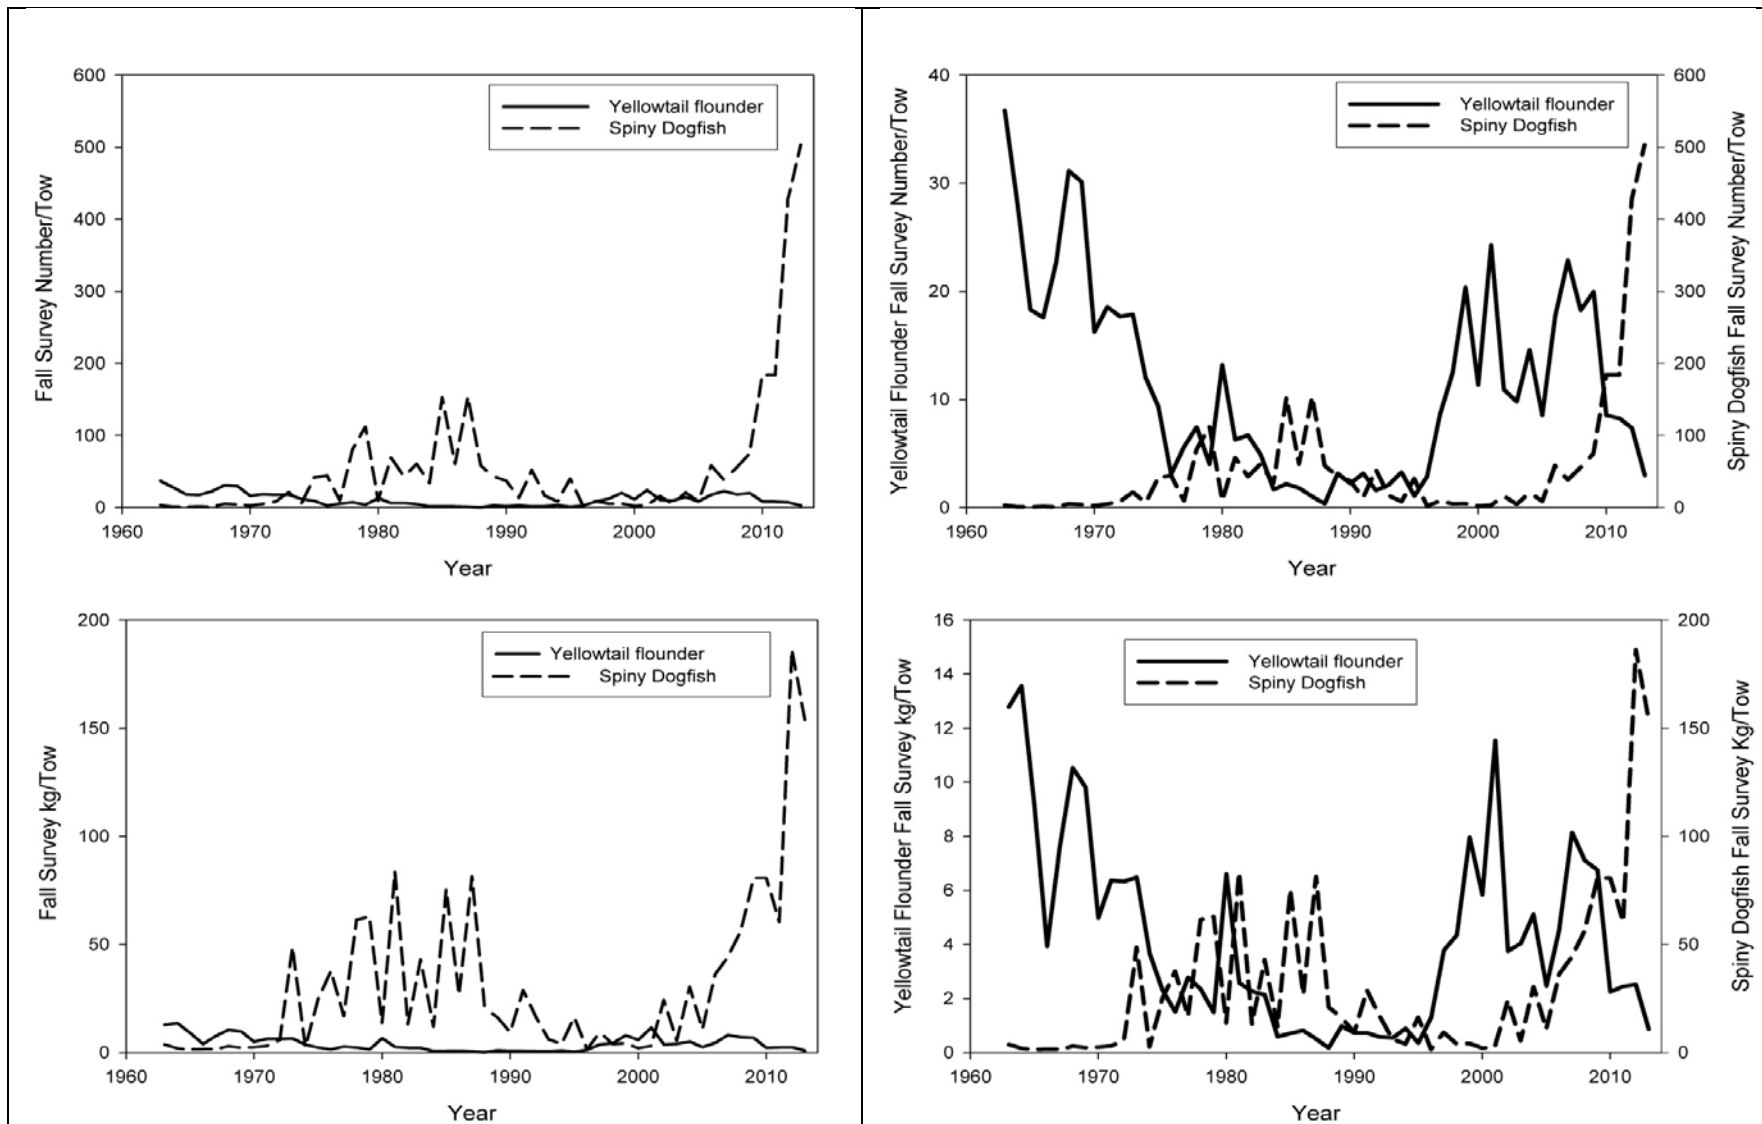 600
500
400
300
200
100
0
Fall Survey Number/Tow
Yellowtail flounder
Spiny Dogfish
1960 1970 1980 1990 2000 2010
Year
40
30
20
10
0
Yellowtail Flounder Fall Survey Number/Tow
Yellowtail flounder
Spiny Dogfish
600
500
400
300
200
100
0
Spiny Dogfish Fall Survey Number/Tow
1960 1970 1980 1990 2000 2010
Year
200
150
100
50
0
Fall Survey kg/Tow
Yellowtail flounder
Spiny Dogfish
1960 1970 1980 1990 2000 2010
Year
16
14
12
10
8
6
4
2
0
Yellowtail Flounder Fall Survey kg/Tow
Yellowtail flounder
Spiny Dogfish
200
150
100
50
0
Spiny Dogfish Fall Survey Kg/Tow
1960 1970 1980 1990 2000 2010
Year